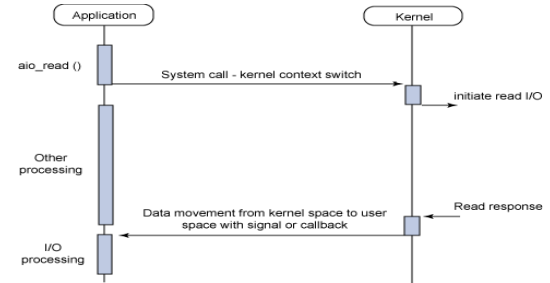 Application
Kernel
aio_read ()
System call - kernel context switch
initiate read I/O
Other
processing
Read response
Data movement from kernel space to user
space with signal or callback
I/O
processing